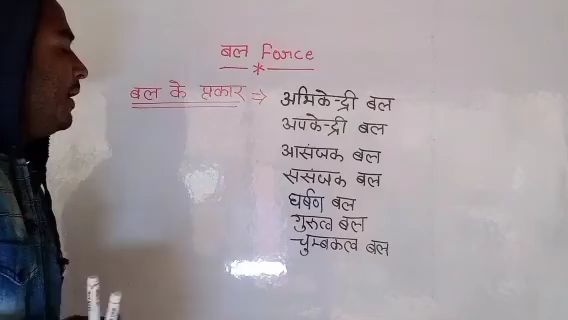 बल Force
बल के प्रकार ⇒ अभिकेन्द्री बल
अपकेन्द्री बल
आसंजक बल
ससंजक बल
घर्षण बल
गुरुत्व बल
चुम्बकत्व बल